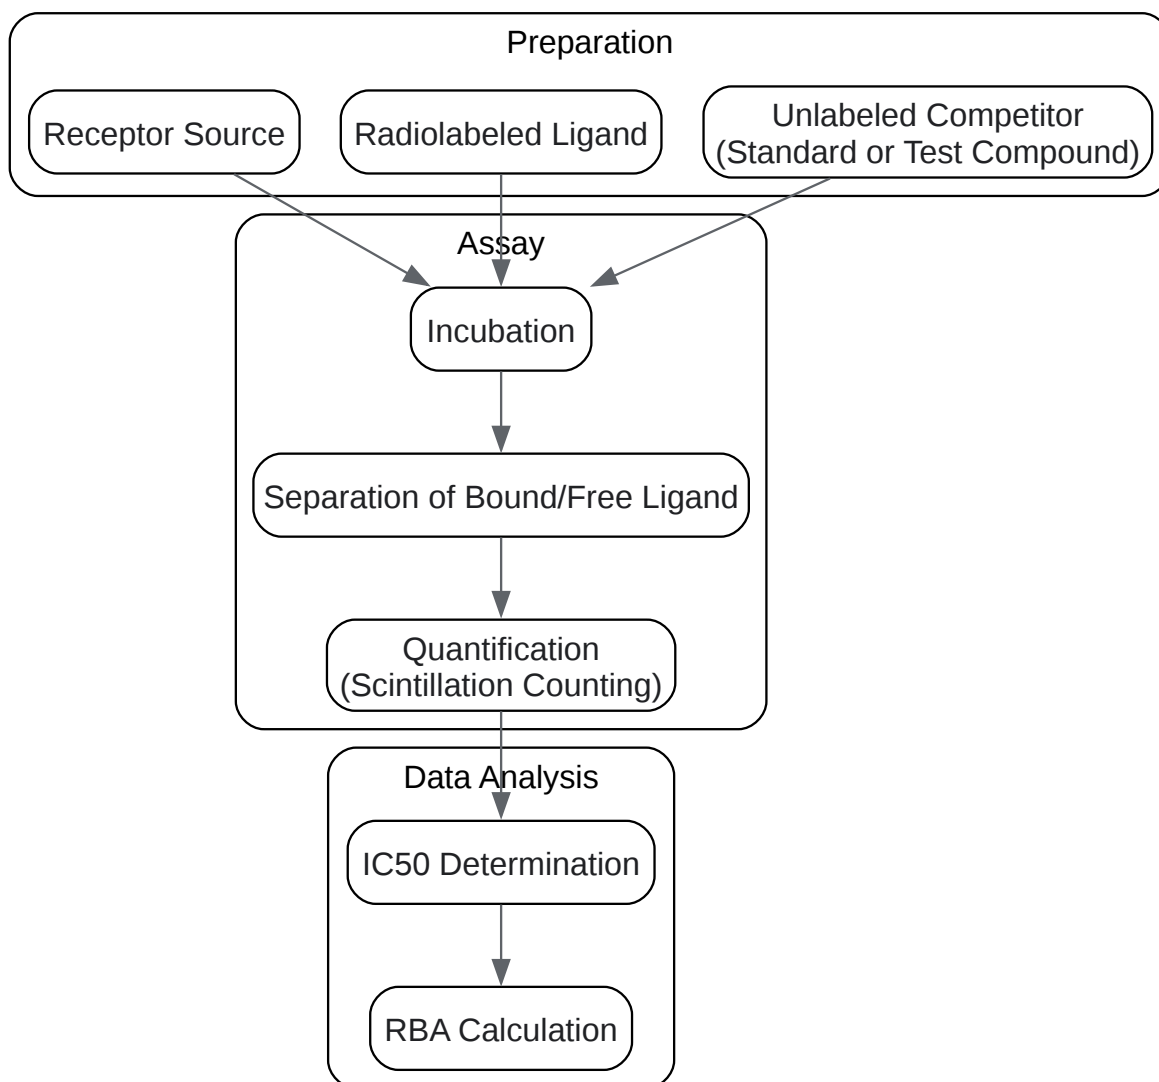 Preparation
Receptor Source
Radiolabeled Ligand
Unlabeled Competitor
(Standard or Test Compound)
Assay
Incubation
Separation of Bound/Free Ligand
Quantification
(Scintillation Counting)
Data Analysis
IC50 Determination
RBA Calculation